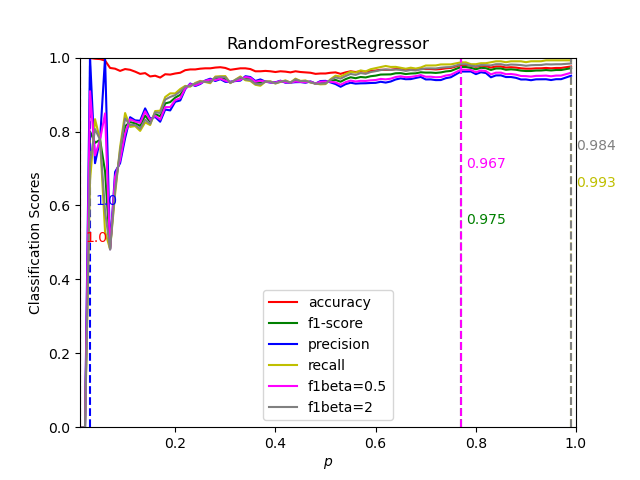 RandomForestRegressor
1.0
0.8
0.6
0.4
0.2
0.0
Classification Scores
0.984
0.967
0.993
1.0
0.975
1.0
accuracy
f1-score
precision
recall
f1beta=0.5
f1beta=2
0.2 0.4 0.6 0.8 1.0
p